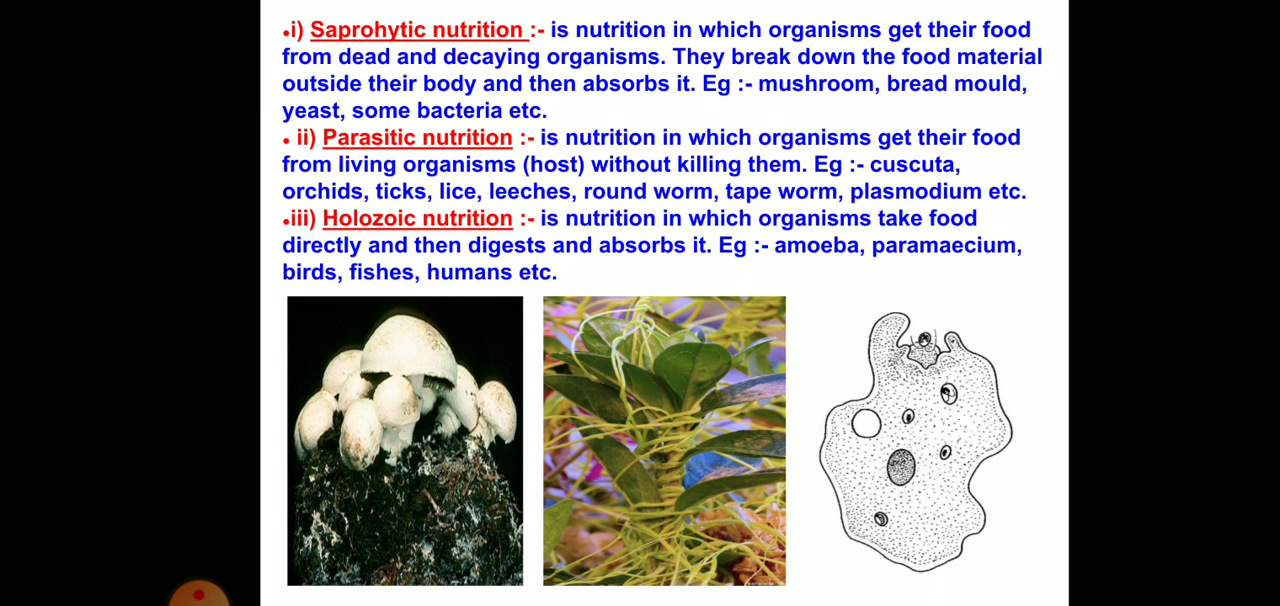 •i) Saprohytic nutrition :- is nutrition in which organisms get their food
from dead and decaying organisms. They break down the food material
outside their body and then absorbs it. Eg :- mushroom, bread mould,
yeast, some bacteria etc.
• ii) Parasitic nutrition :- is nutrition in which organisms get their food
from living organisms (host) without killing them. Eg :- cuscuta,
orchids, ticks, lice, leeches, round worm, tape worm, plasmodium etc.
•iii) Holozoic nutrition :- is nutrition in which organisms take food
directly and then digests and absorbs it. Eg :- amoeba, paramaecium,
birds, fishes, humans etc.